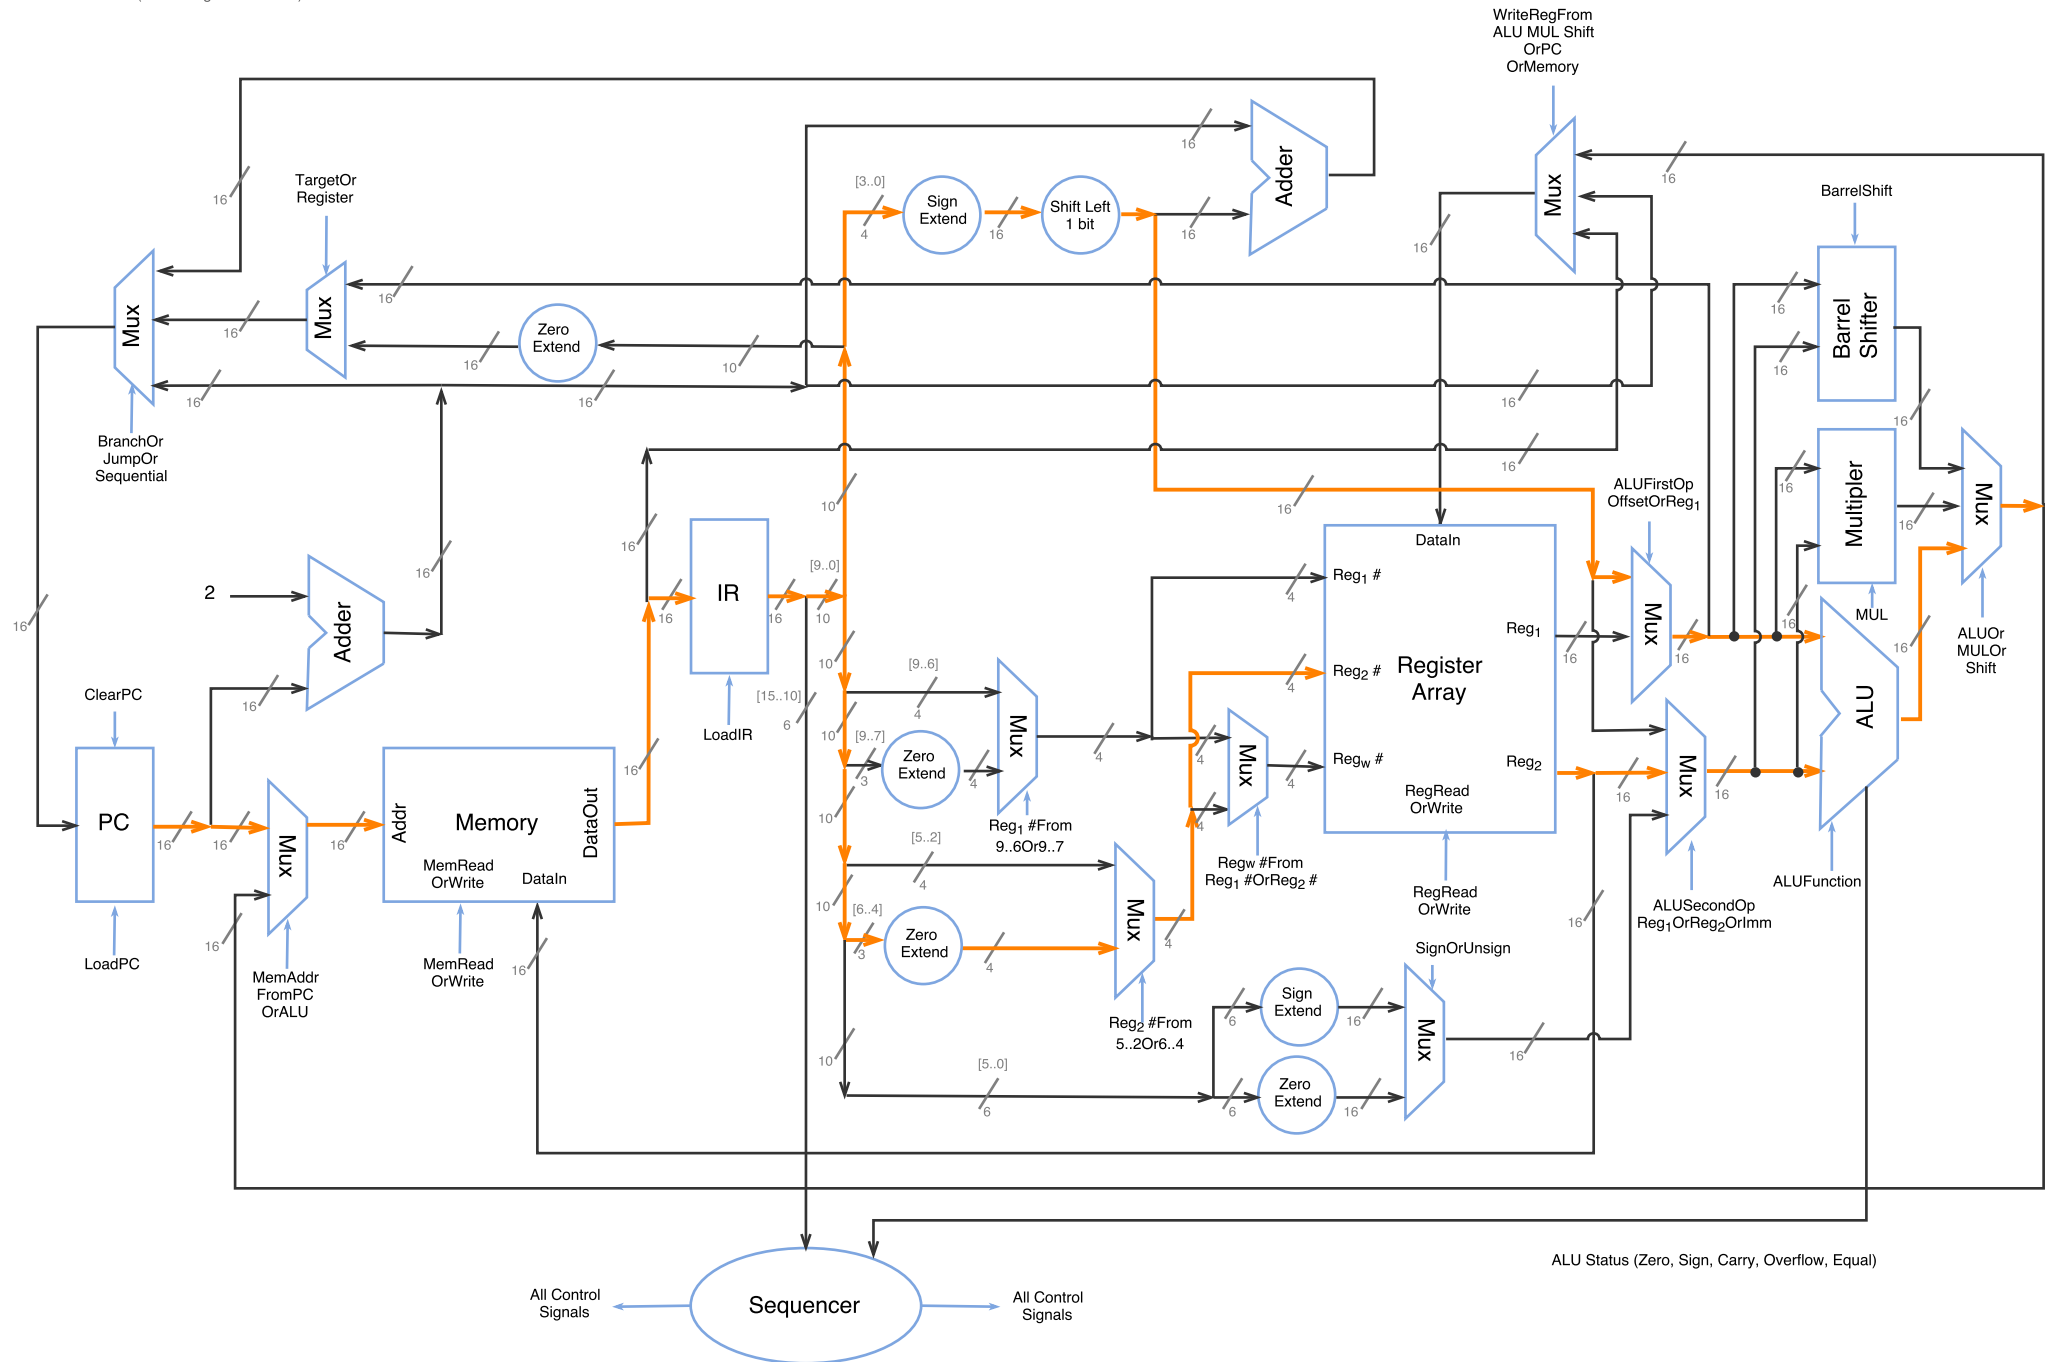 WriteRegFrom
ALU MUL Shift
OrPC
OrMemory
16
Adder
Mux
16
[3..0]
TargetOr
Register
Sign
Extend
Shift Left
1 bit
BarrelShift
16
4
16
16
16
16
Mux
Mux
16
16
Zero
Extend
16
10
Barrel
Shifter
16
16
16
16
16
16
BranchOr
JumpOr
Sequential
16
16
ALUFirstOp
OffsetOrReg1
Multipler
16
Mux
10
16
16
DataIn
16
16
2
Adder
16
IR
[9..0]
16
16
10
Reg1 #
4
MUL
16
ALUOr
MULOr
Shift
Reg1
16
Mux
16
16
10
[9..6]
Register
Array
Reg2 #
4
ClearPC
16
[15..10]
6
4
LoadIR
10
[9..7]
Mux
4
4
Zero
Extend
3
4
Mux
Regw #
4
Reg2
16
Mux
16
ALU
16
RegRead
OrWrite
PC
16
16
Mux
16
Addr
Memory
DataOut
MemRead
OrWrite
DataIn
10
Reg1 #From
9..6Or9..7
4
[5..2]
4
Regw #From
Reg1 #OrReg2 #
RegRead
OrWrite
ALUFunction
ALUSecondOp
Reg1OrReg2OrImm
10
[6..4]
Zero
Extend
3
4
Mux
4
16
LoadPC
16
MemAddr
FromPC
OrALU
MemRead
OrWrite
16
SignOrUnsign
Sign
Extend
6
16
Mux
Reg2 #From
5..2Or6..4
16
10
[5..0]
6
Zero
Extend
6
16
ALU Status (Zero, Sign, Carry, Overflow, Equal)
All Control
Signals
Sequencer
All Control
Signals